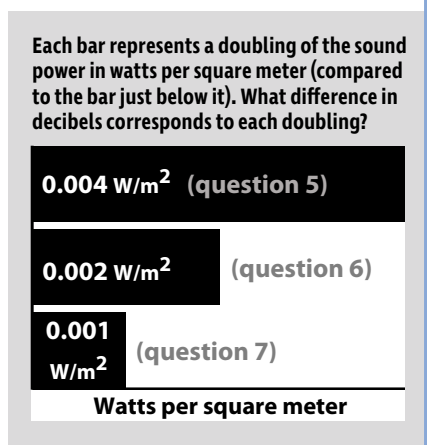 Each bar represents a doubling of the sound
power in watts per square meter (compared
to the bar just below it). What difference in
decibels corresponds to each doubling?
0.004 W/m² (question 5)
0.002 W/m² (question 6)
0.001
W/m²
(question 7)
Watts per square meter